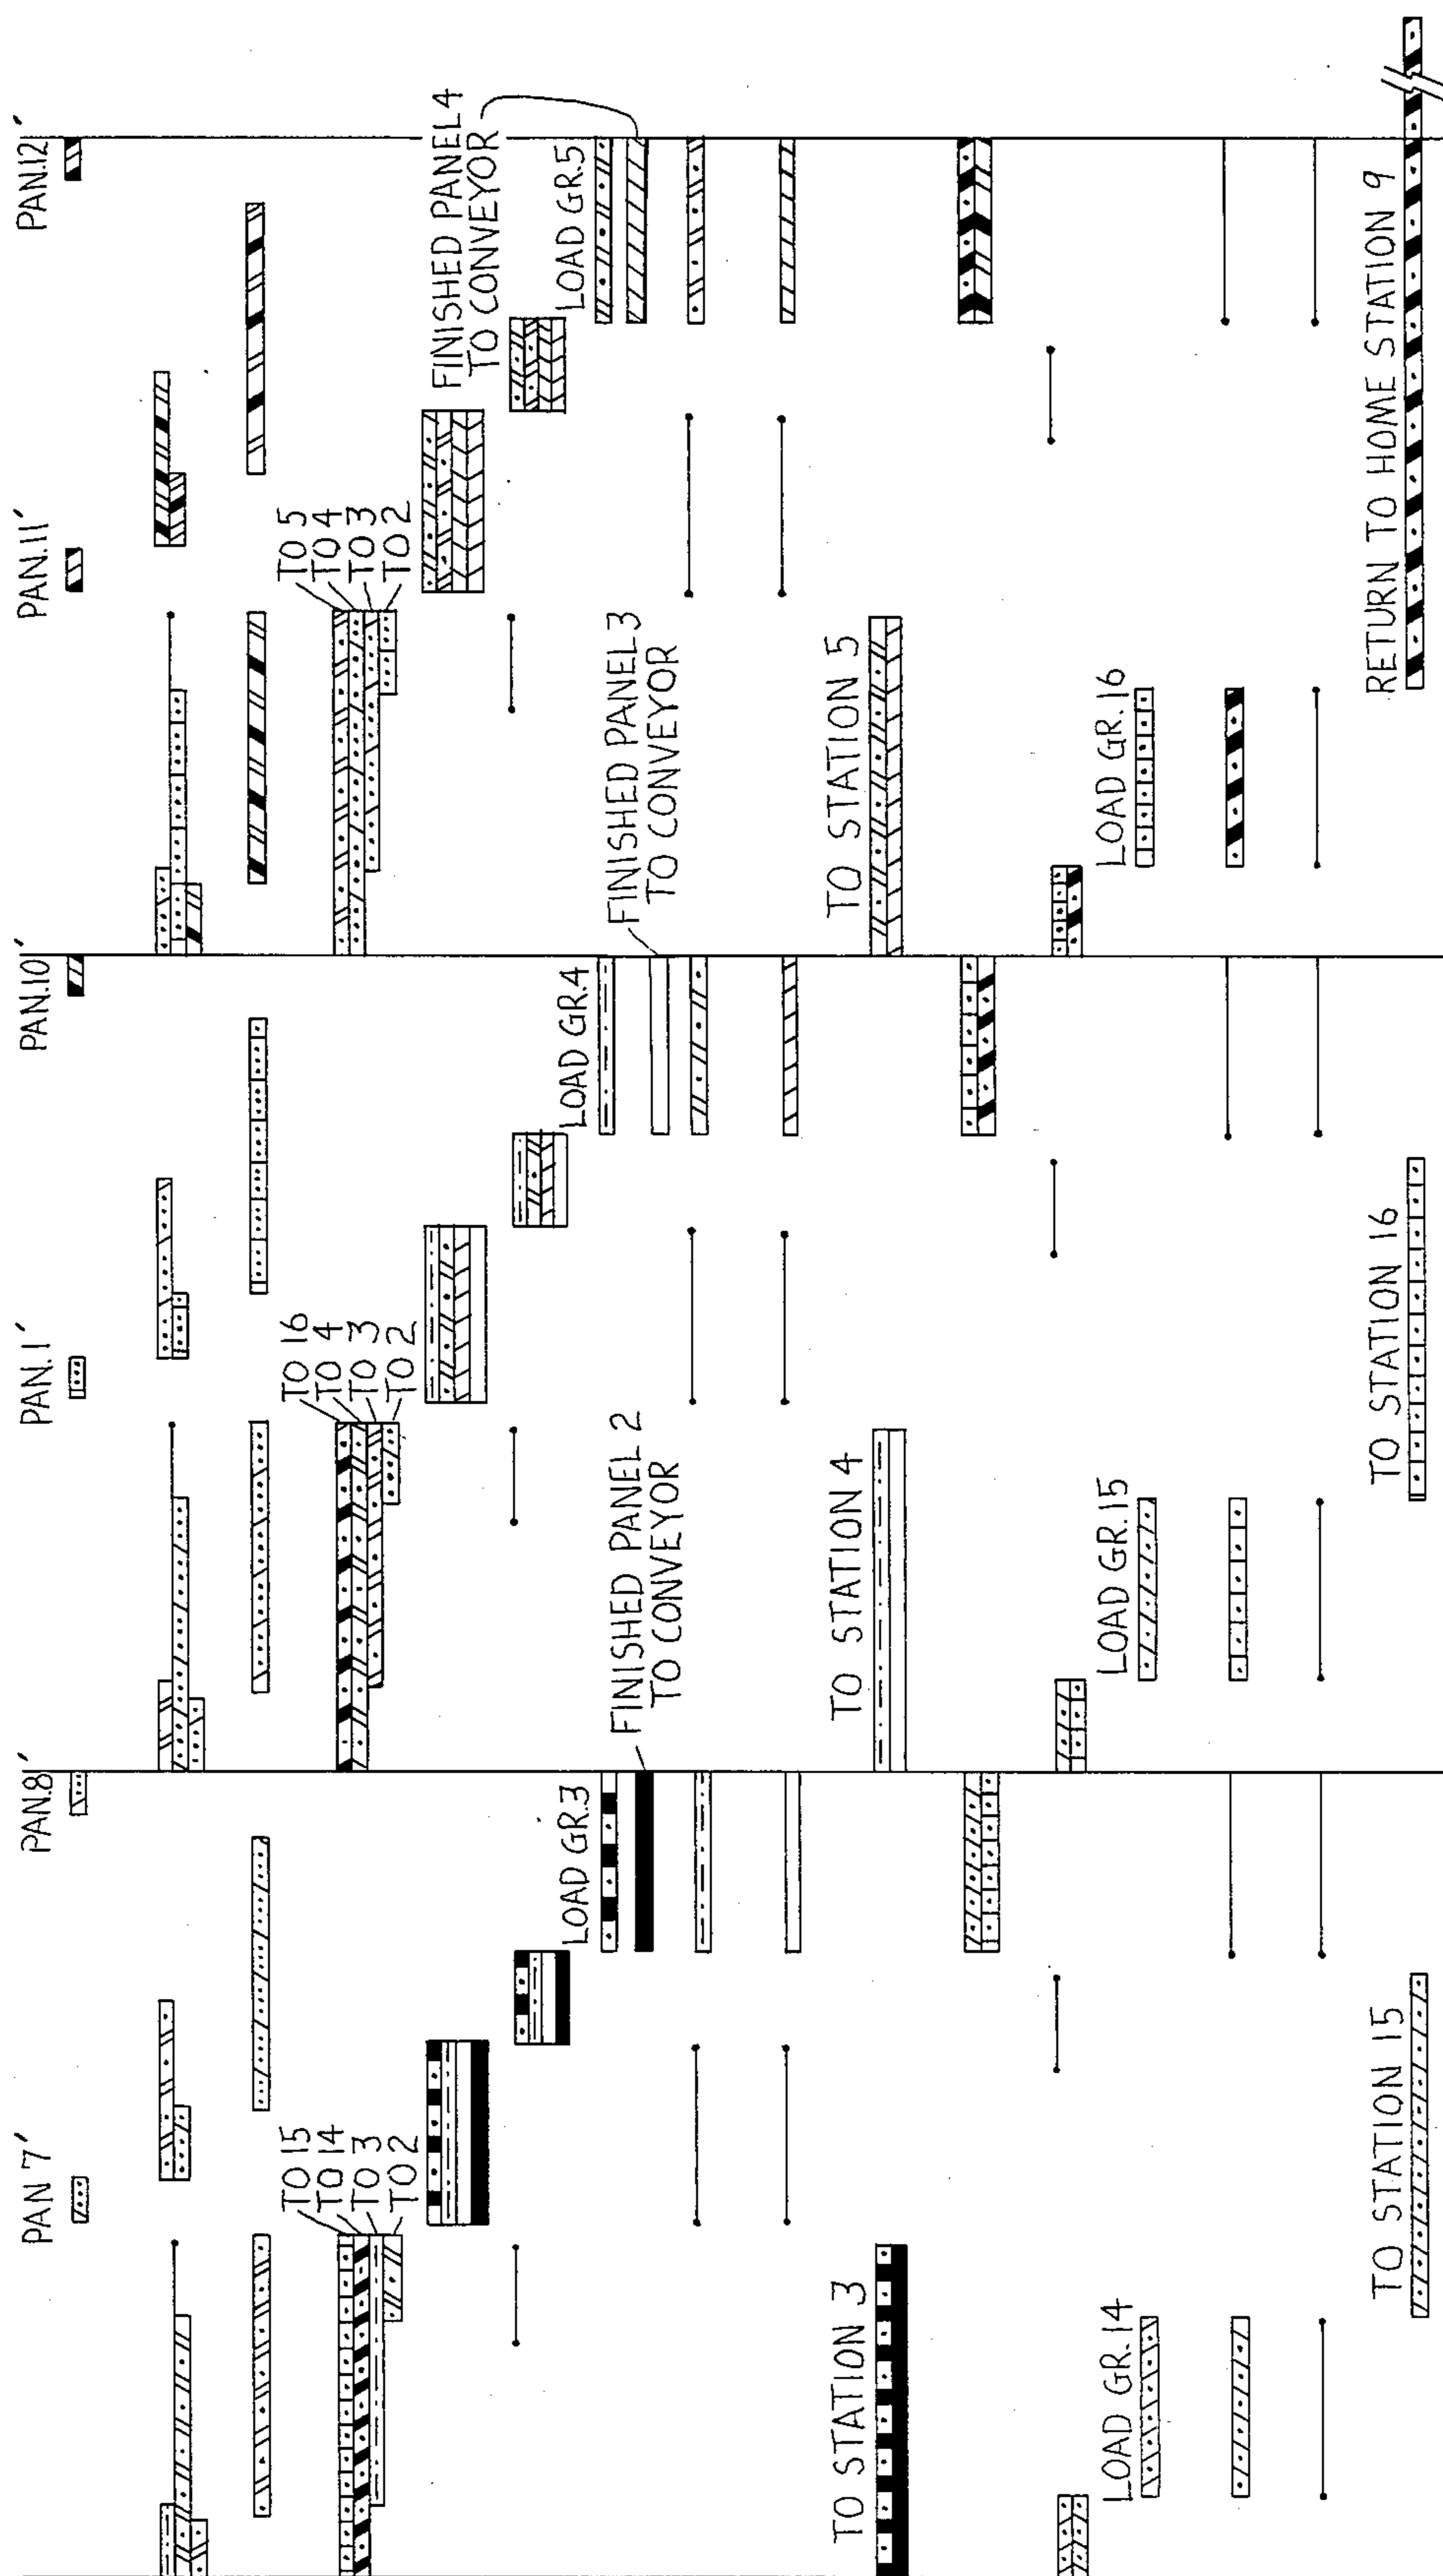 PAN 7′
PAN.8′
PAN.1′
PAN.10′
PAN.11′
PAN.12′
TO 15
TO 14
TO 3
TO 2
TO 16
TO 4
TO 3
TO 2
TO 5
TO 4
TO 3
TO 2
LOAD GR.3
FINISHED PANEL 2
TO CONVEYOR
LOAD GR.4
FINISHED PANEL 3
TO CONVEYOR
FINISHED PANEL 4
TO CONVEYOR
LOAD GR.5
TO STATION 3
TO STATION 4
TO STATION 5
LOAD GR.14
LOAD GR.15
LOAD GR.16
TO STATION 15
TO STATION 16
RETURN TO HOME STATION 9